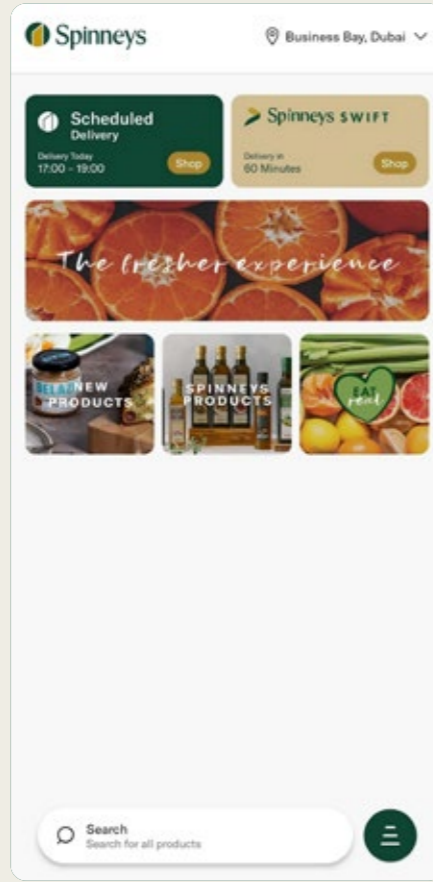 Spinneys
Business Bay, Dubai
Scheduled
Delivery
Delivery Today
17:00 - 19:00
Shop
Spinneys SWIFT
Delivery in
60 Minutes
Shop
The fresher experience
NEW
PRODUCTS
SPINNEYS
PRODUCTS
EAT
real
Search
Search for all products